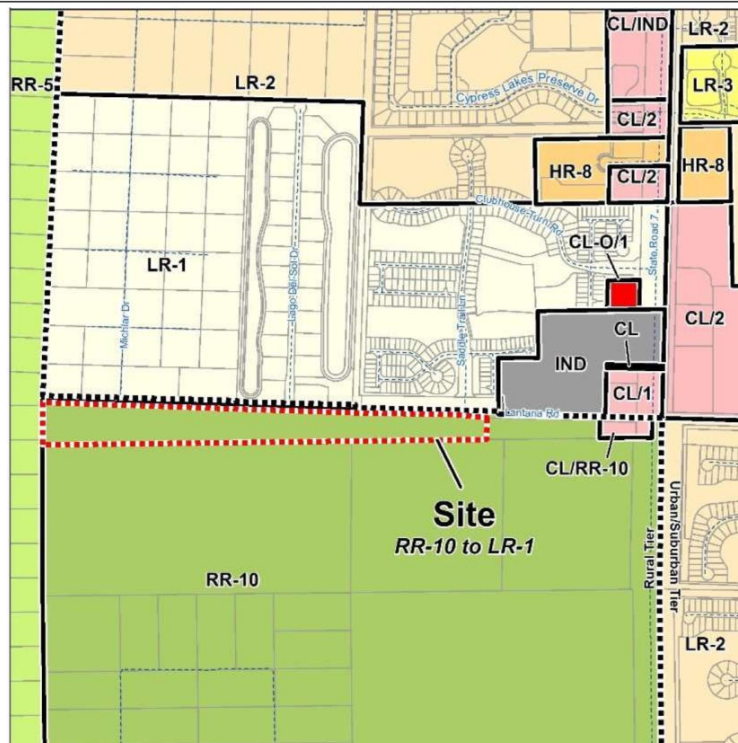 CL/IND
LR-2
RR-5
LR-2
LR-3
Cypress Lakes Preserve Dr
CL/2
HR-8
CL/2
HR-8
Clubhouse Turn Rd
State Road 7
CL-O/1
LR-1
Michlar Dr
Lago Del Sol Dr
CL/2
Saddle Trail Ln
CL
IND
CL/1
Lantana Rd
CL/RR-10
Site
RR-10 to LR-1
Rural Tier
Urban/Suburban Tier
RR-10
LR-2